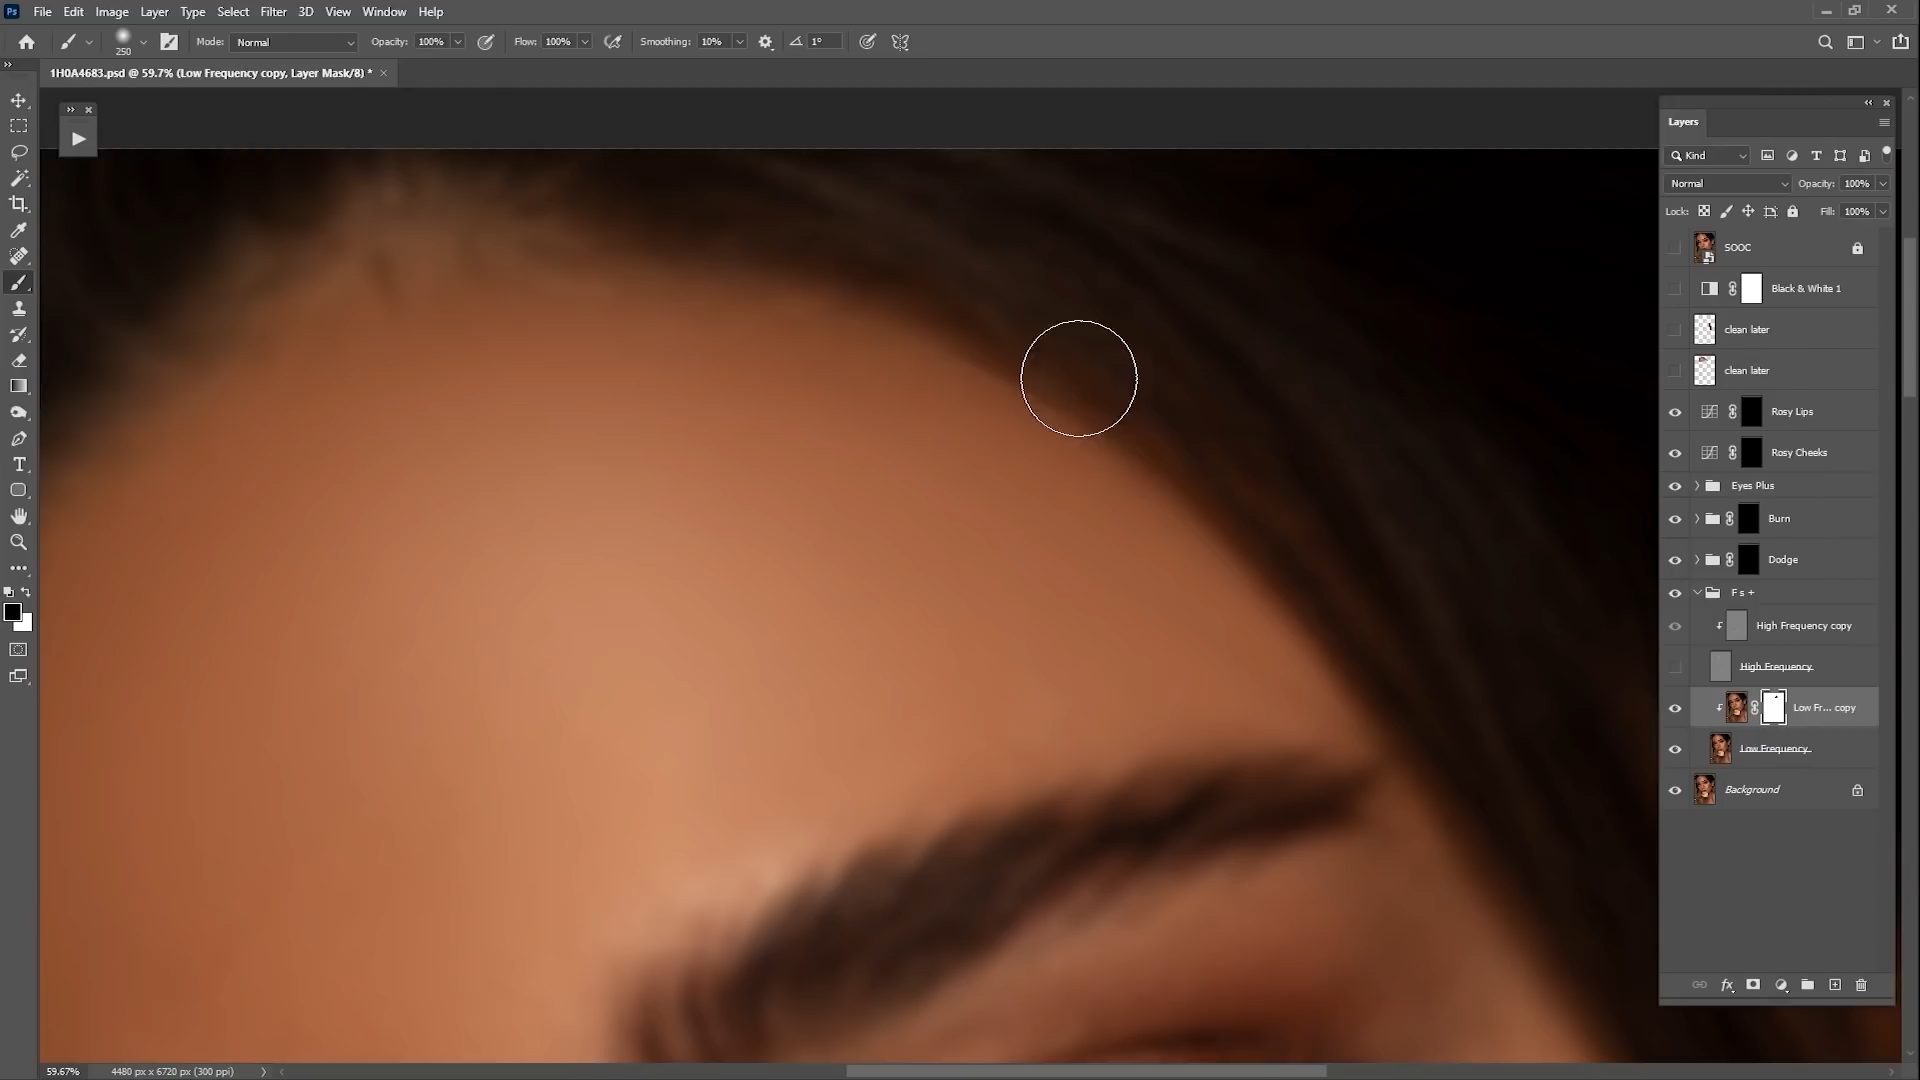 Ps File Edit Image Layer Type Select Filter 3D View Window Help
250 Mode: Normal Opacity: 100% Flow: 100% Smoothing: 10% 1°
1H0A4683.psd @ 59.7% (Low Frequency copy, Layer Mask/8) *
Layers
Kind
Normal Opacity: 100%
Lock: Fill: 100%
SOOC
Black & White 1
clean later
clean later
Rosy Lips
Rosy Cheeks
Eyes Plus
Burn
Dodge
F s +
High Frequency copy
High Frequency
Low Fr... copy
Low Frequency
Background
fx
59.67% 4480 px x 6720 px (300 ppi)